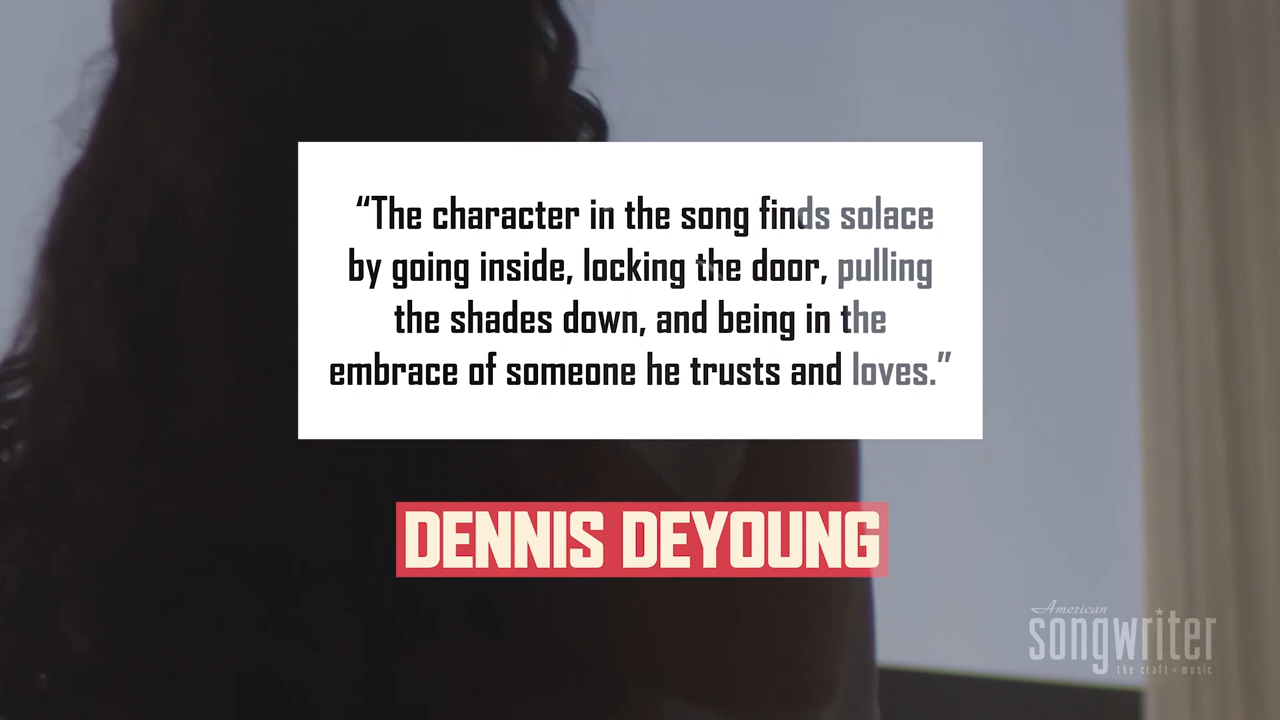 “The character in the song finds solace
by going inside, locking the door, pulling
the shades down, and being in the
embrace of someone he trusts and loves.”
DENNIS DEYOUNG
American
songwriter
the craft of music